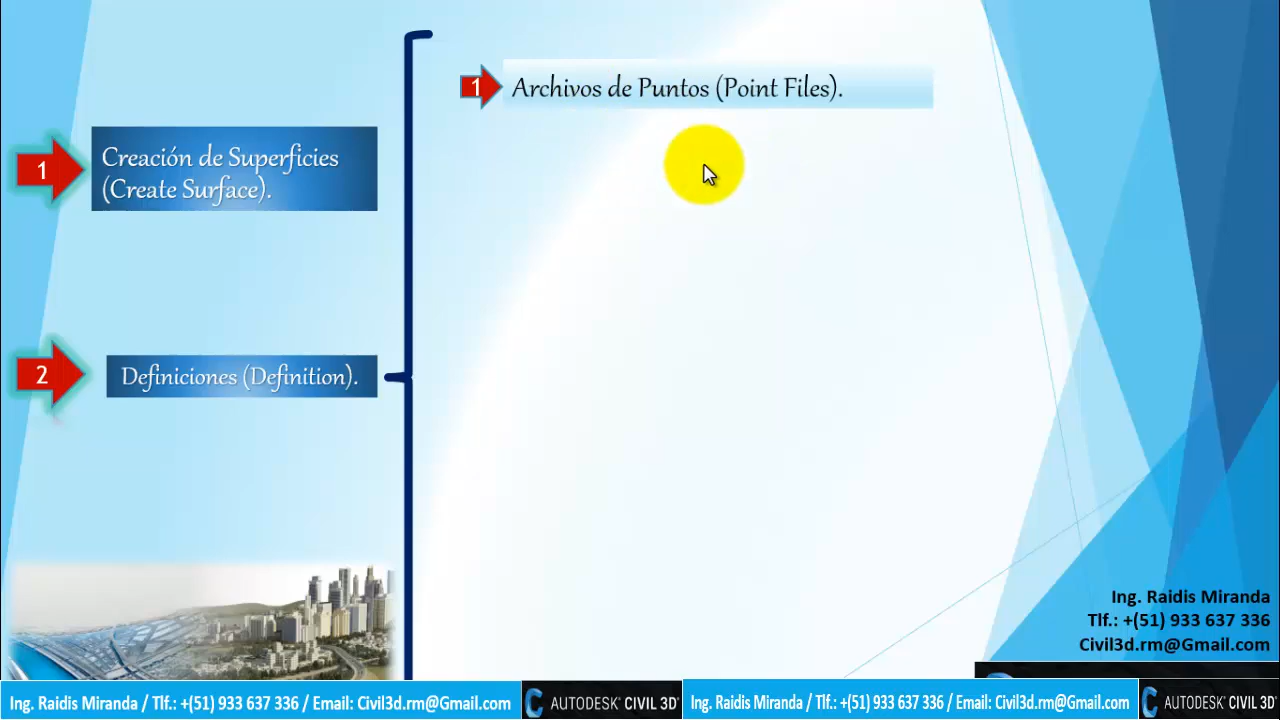 1
Archivos de Puntos (Point Files).
1
Creación de Superficies
(Create Surface).
2
Definiciones (Definition).
Ing. Raidis Miranda
Tlf.: +(51) 933 637 336
Civil3d.rm@Gmail.com
Ing. Raidis Miranda / Tlf.: +(51) 933 637 336 / Email: Civil3d.rm@Gmail.com
AUTODESK® CIVIL 3D®
Ing. Raidis Miranda / Tlf.: +(51) 933 637 336 / Email: Civil3d.rm@Gmail.com
AUTODESK® CIVIL 3D